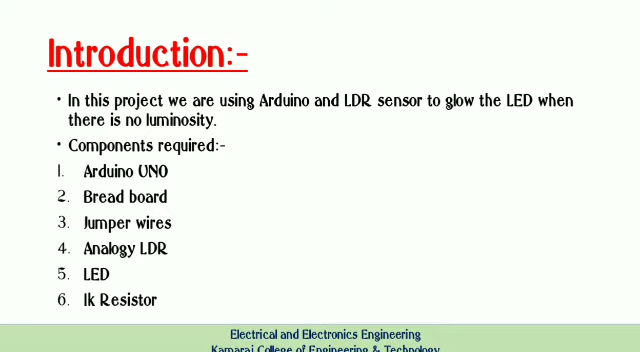 Introduction:-
• In this project we are using Arduino and LDR sensor to glow the LED when
there is no luminosity.
• Components required:-
1. Arduino UNO
2. Bread board
3. Jumper wires
4. Analogy LDR
5. LED
6. 1k Resistor
Electrical and Electronics Engineering
Kamaraj College of Engineering & Technology